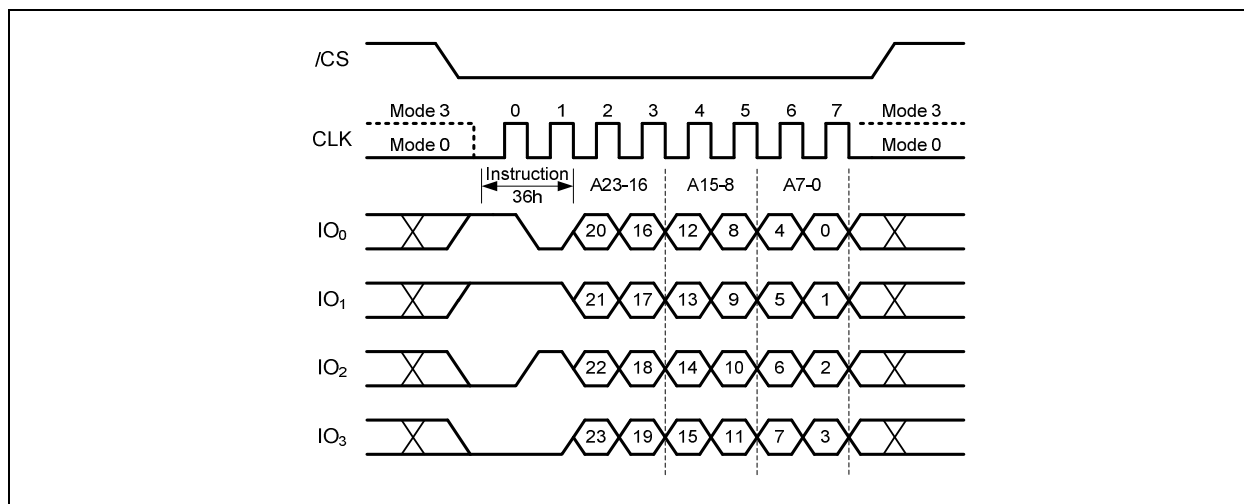 /CS
Mode 3 0 1 2 3 4 5 6 7 Mode 3
CLK
Mode 0 Mode 0
Instruction A23-16 A15-8 A7-0
36h
IO0 20 16 12 8 4 0
IO1 21 17 13 9 5 1
IO2 22 18 14 10 6 2
IO3 23 19 15 11 7 3